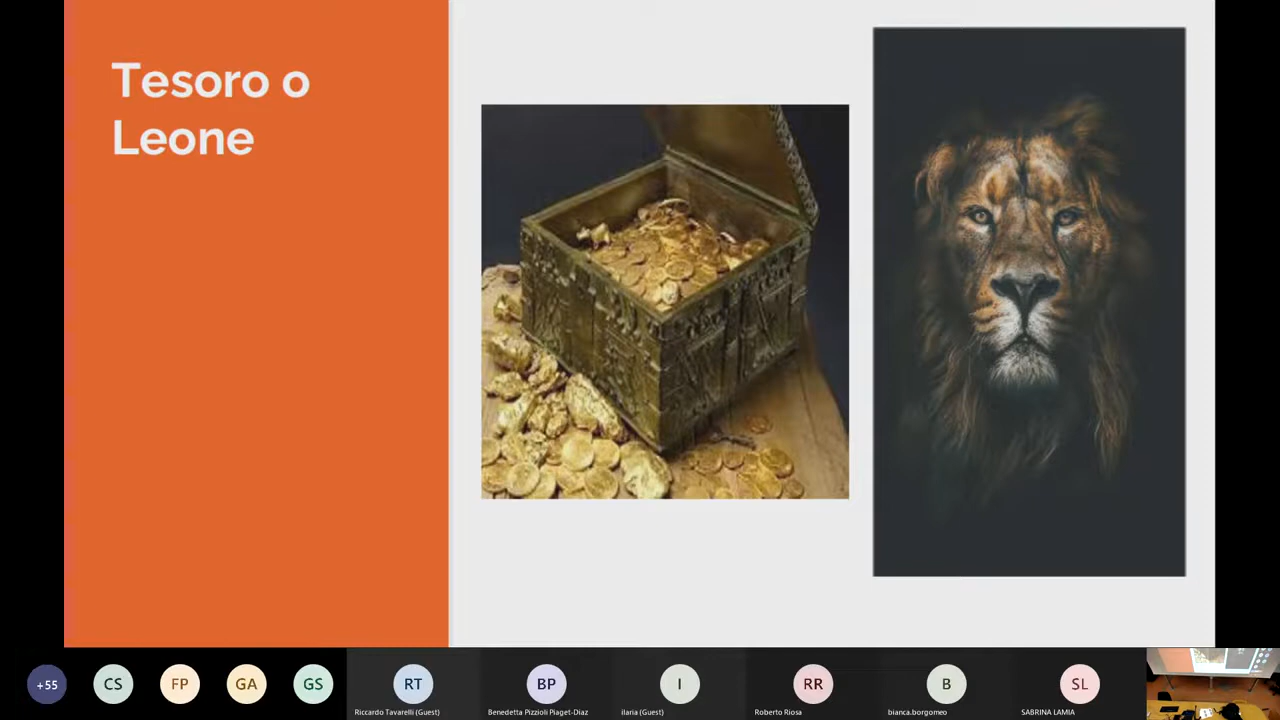 Tesoro o
Leone
+55
CS
FP
GA
GS
RT
BP
I
RR
B
SL
Riccardo Tavarelli (Guest)
Benedetta Pizzioli Piaget-Diaz
ilaria (Guest)
Roberto Riosa
bianca.borgomeo
SABRINA LAMIA